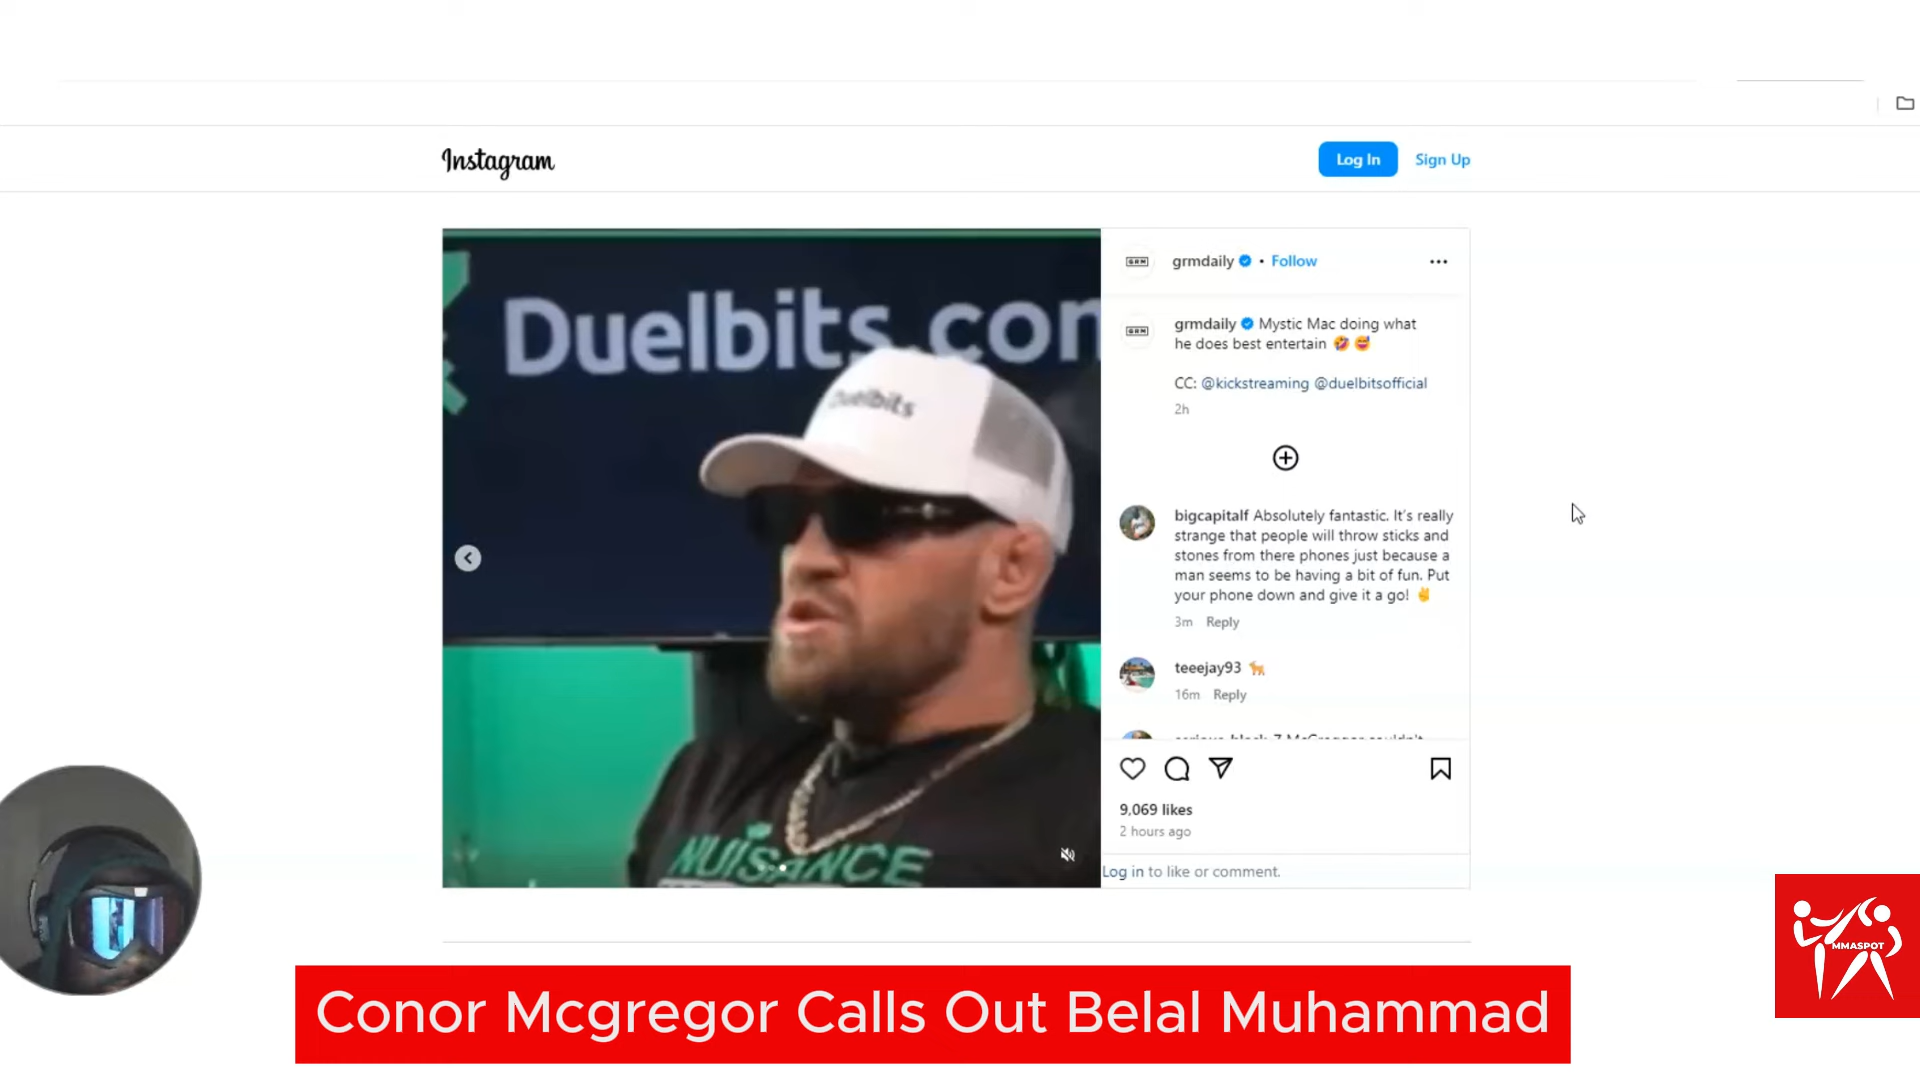 Instagram
Log In
Sign Up
Duelbits.com
Duelbits
NUISANCE
GRM
grmdaily • Follow
GRM
grmdaily Mystic Mac doing what
he does best entertain 🤣 😅
CC: @kickstreaming @duelbitsofficial
2h
bigcapitalf Absolutely fantastic. It's really
strange that people will throw sticks and
stones from there phones just because a
man seems to be having a bit of fun. Put
your phone down and give it a go! ✌️
3m Reply
teeejay93 🐐
16m Reply
9,069 likes
2 hours ago
Log in to like or comment.
MMASPOT
Conor Mcgregor Calls Out Belal Muhammad